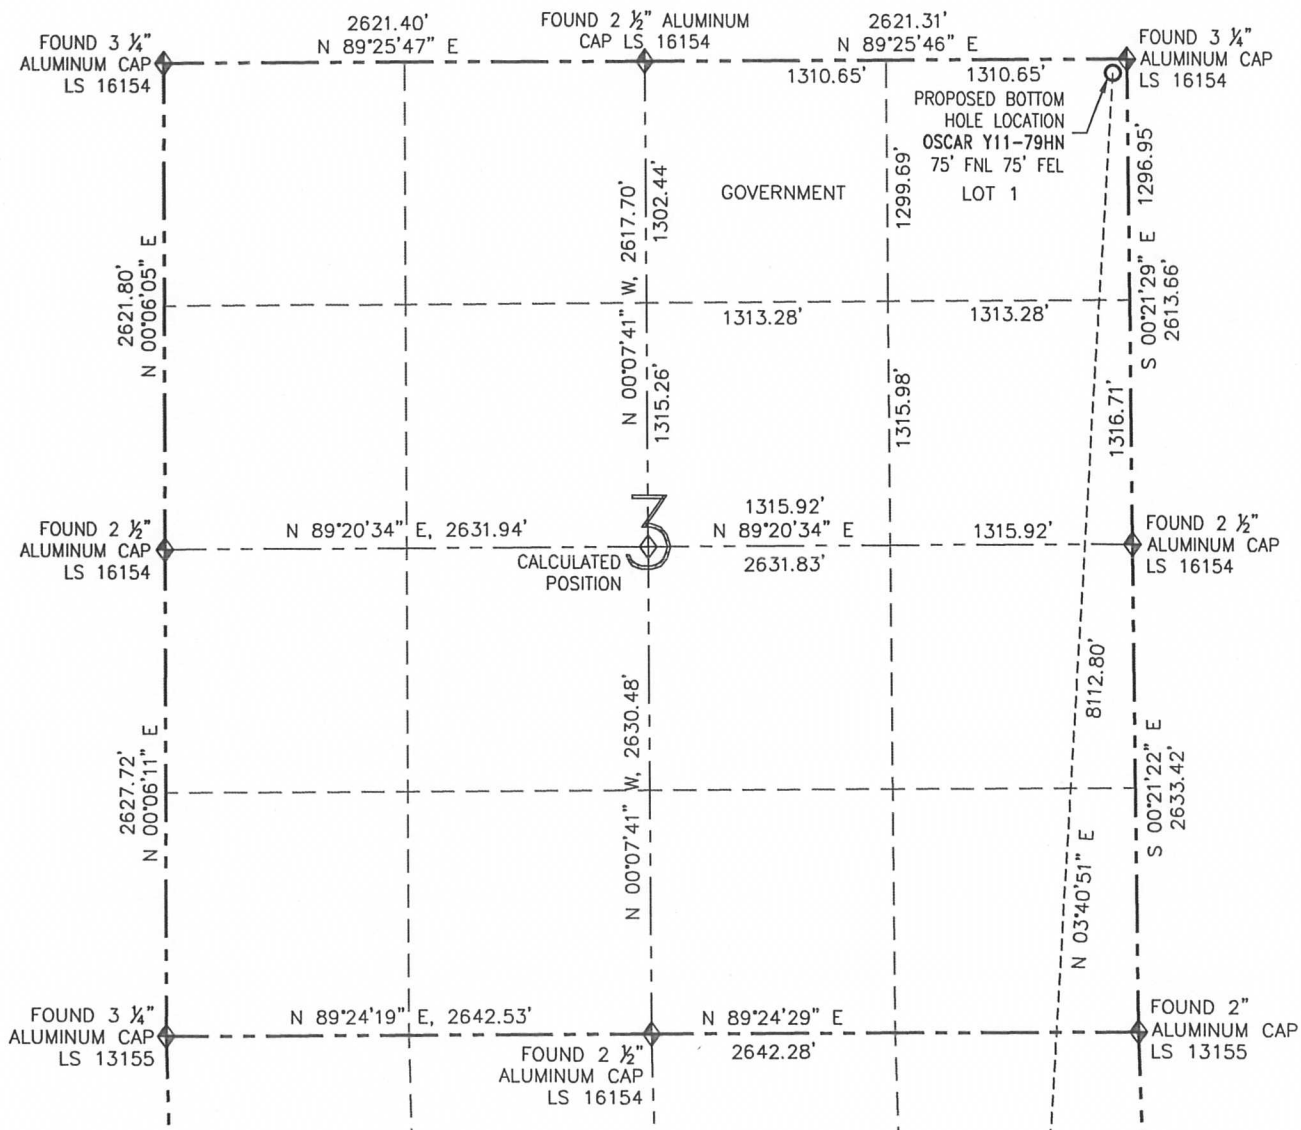 2621.40'
N 89°25'47" E
FOUND 2 ½" ALUMINUM
CAP LS 16154
2621.31'
N 89°25'46" E
FOUND 3 ¼"
ALUMINUM CAP
LS 16154
FOUND 3 ¼"
ALUMINUM CAP
LS 16154
1310.65'
1310.65'
PROPOSED BOTTOM
HOLE LOCATION
OSCAR Y11-79HN
75' FNL 75' FEL
LOT 1
GOVERNMENT
N 00°07'41" W, 2617.70'
1302.44'
1299.69'
1296.95'
2621.80'
N 00°06'05" E
S 00°21'29" E
2613.66'
1313.28'
1313.28'
1315.26'
1315.98'
1316.71'
FOUND 2 ½"
ALUMINUM CAP
LS 16154
N 89°20'34" E, 2631.94'
3
CALCULATED
POSITION
1315.92'
N 89°20'34" E
2631.83'
1315.92'
FOUND 2 ½"
ALUMINUM CAP
LS 16154
2627.72'
N 00°06'11" E
N 00°07'41" W, 2630.48'
8112.80'
N 03°40'51" E
S 00°21'22" E
2633.42'
FOUND 3 ¼"
ALUMINUM CAP
LS 13155
N 89°24'19" E, 2642.53'
FOUND 2 ½"
ALUMINUM CAP
LS 16154
N 89°24'29" E
2642.28'
FOUND 2"
ALUMINUM CAP
LS 13155